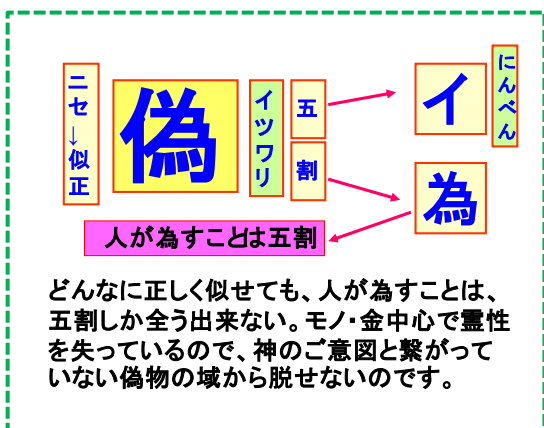 ニセ→似正
偽
イツワリ
五
割
イ
にんべん
為
人が為すことは五割
どんなに正しく似せても、人が為すことは、
五割しか全う出来ない。モノ・金中心で霊性
を失っているので、神のご意図と繋がって
いない偽物の域から脱せないのです。